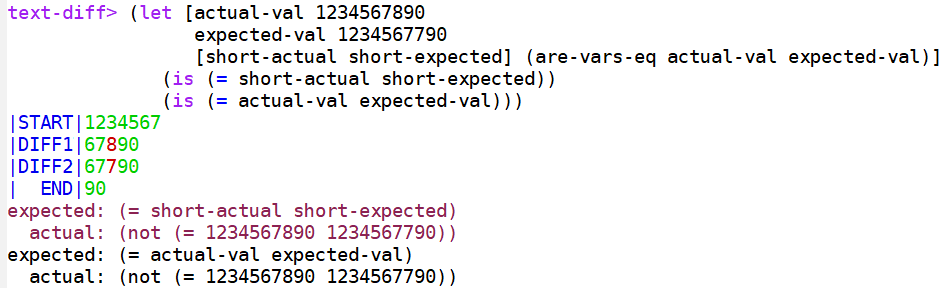 text-diff> (let [actual-val 1234567890
expected-val 1234567790
[short-actual short-expected] (are-vars-eq actual-val expected-val)]
(is (= short-actual short-expected))
(is (= actual-val expected-val)))
|START|1234567
|DIFF1|67890
|DIFF2|67790
|  END|90
expected: (= short-actual short-expected)
  actual: (not (= 1234567890 1234567790))
expected: (= actual-val expected-val)
  actual: (not (= 1234567890 1234567790))